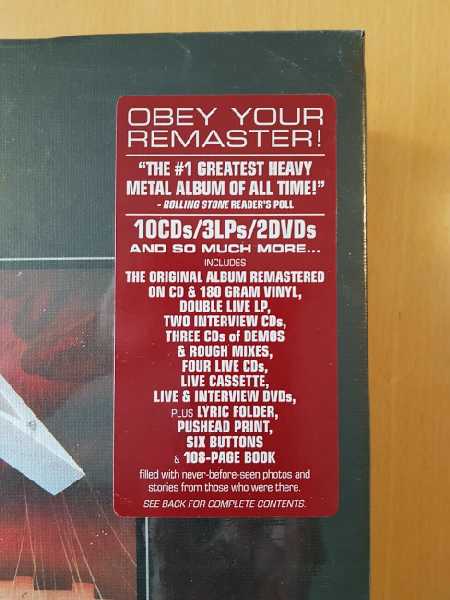 OBEY YOUR
REMASTER!
"THE #1 GREATEST HEAVY
METAL ALBUM OF ALL TIME!"
- ROLLING STONE READER'S POLL
10CDs/3LPs/2DVDs
AND SO MUCH MORE...
INCLUDES
THE ORIGINAL ALBUM REMASTERED
ON CD & 180 GRAM VINYL,
DOUBLE LIVE LP,
TWO INTERVIEW CDs,
THREE CDs of DEMOS
& ROUGH MIXES,
FOUR LIVE CDs,
LIVE CASSETTE,
LIVE & INTERVIEW DVDs,
PLUS LYRIC FOLDER,
PUSHEAD PRINT,
SIX BUTTONS
& 108-PAGE BOOK
filled with never-before-seen photos and
stories from those who were there.
SEE BACK FOR COMPLETE CONTENTS.